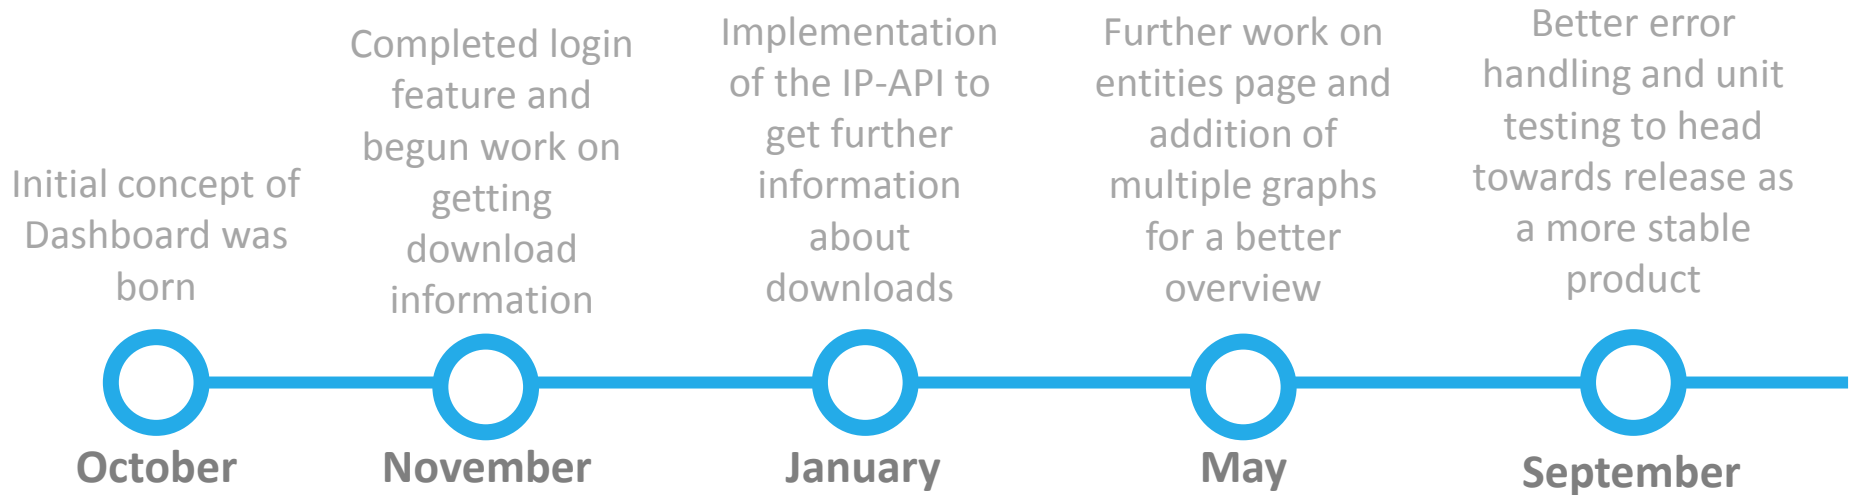 Initial concept of
Dashboard was
born
October
Completed login
feature and
begun work on
getting
download
information
November
Implementation
of the IP-API to
get further
information
about
downloads
January
Further work on
entities page and
addition of
multiple graphs
for a better
overview
May
Better error
handling and unit
testing to head
towards release as
a more stable
product
September